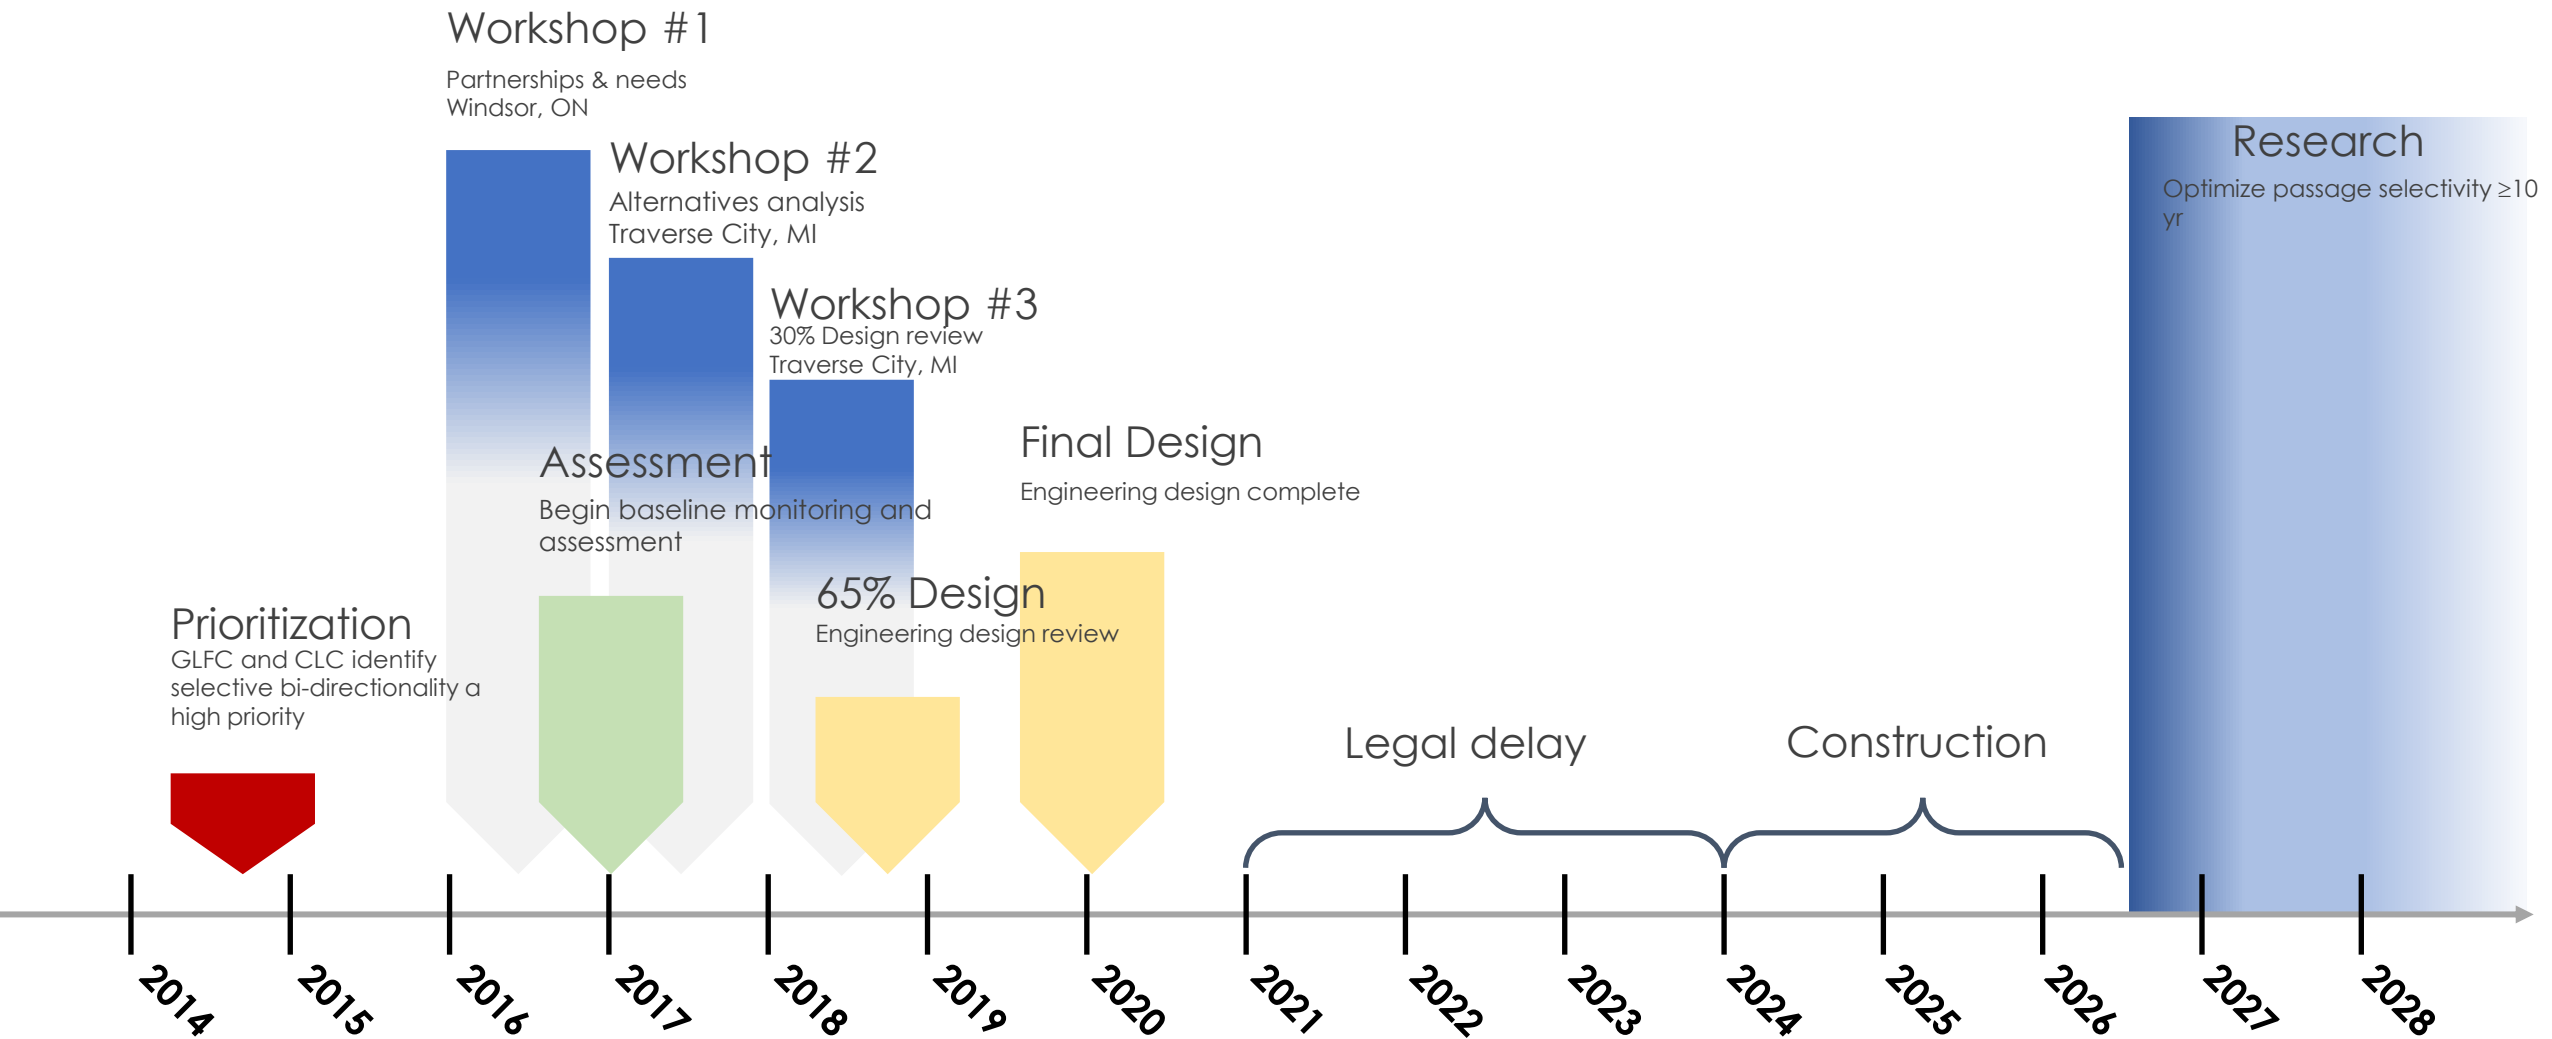 Workshop #1
Partnerships & needs
Windsor, ON
Workshop #2
Alternatives analysis
Traverse City, MI
Workshop #3
30% Design review
Traverse City, MI
Research
Optimize passage selectivity ≥10
yr
Assessment
Begin baseline monitoring and
assessment
Final Design
Engineering design complete
65% Design
Engineering design review
Prioritization
GLFC and CLC identify
selective bi-directionality a
high priority
Legal delay
Construction
2014
2015
2016
2017
2018
2019
2020
2021
2022
2023
2024
2025
2026
2027
2028